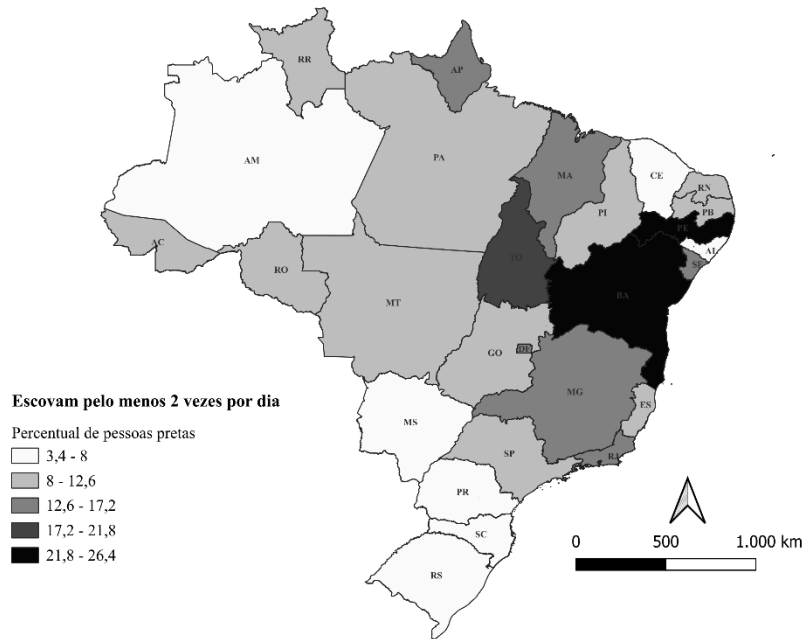 RR
AP
AM
PA
MA
CE
RN
PB
PI
PE
AL
SE
AC
TO
RO
BA
MT
GO
DF
MG
ES
MS
SP
RJ
PR
SC
RS
Escovam pelo menos 2 vezes por dia
Percentual de pessoas pretas
3,4 - 8
8 - 12,6
12,6 - 17,2
17,2 - 21,8
21,8 - 26,4
0 500 1.000 km